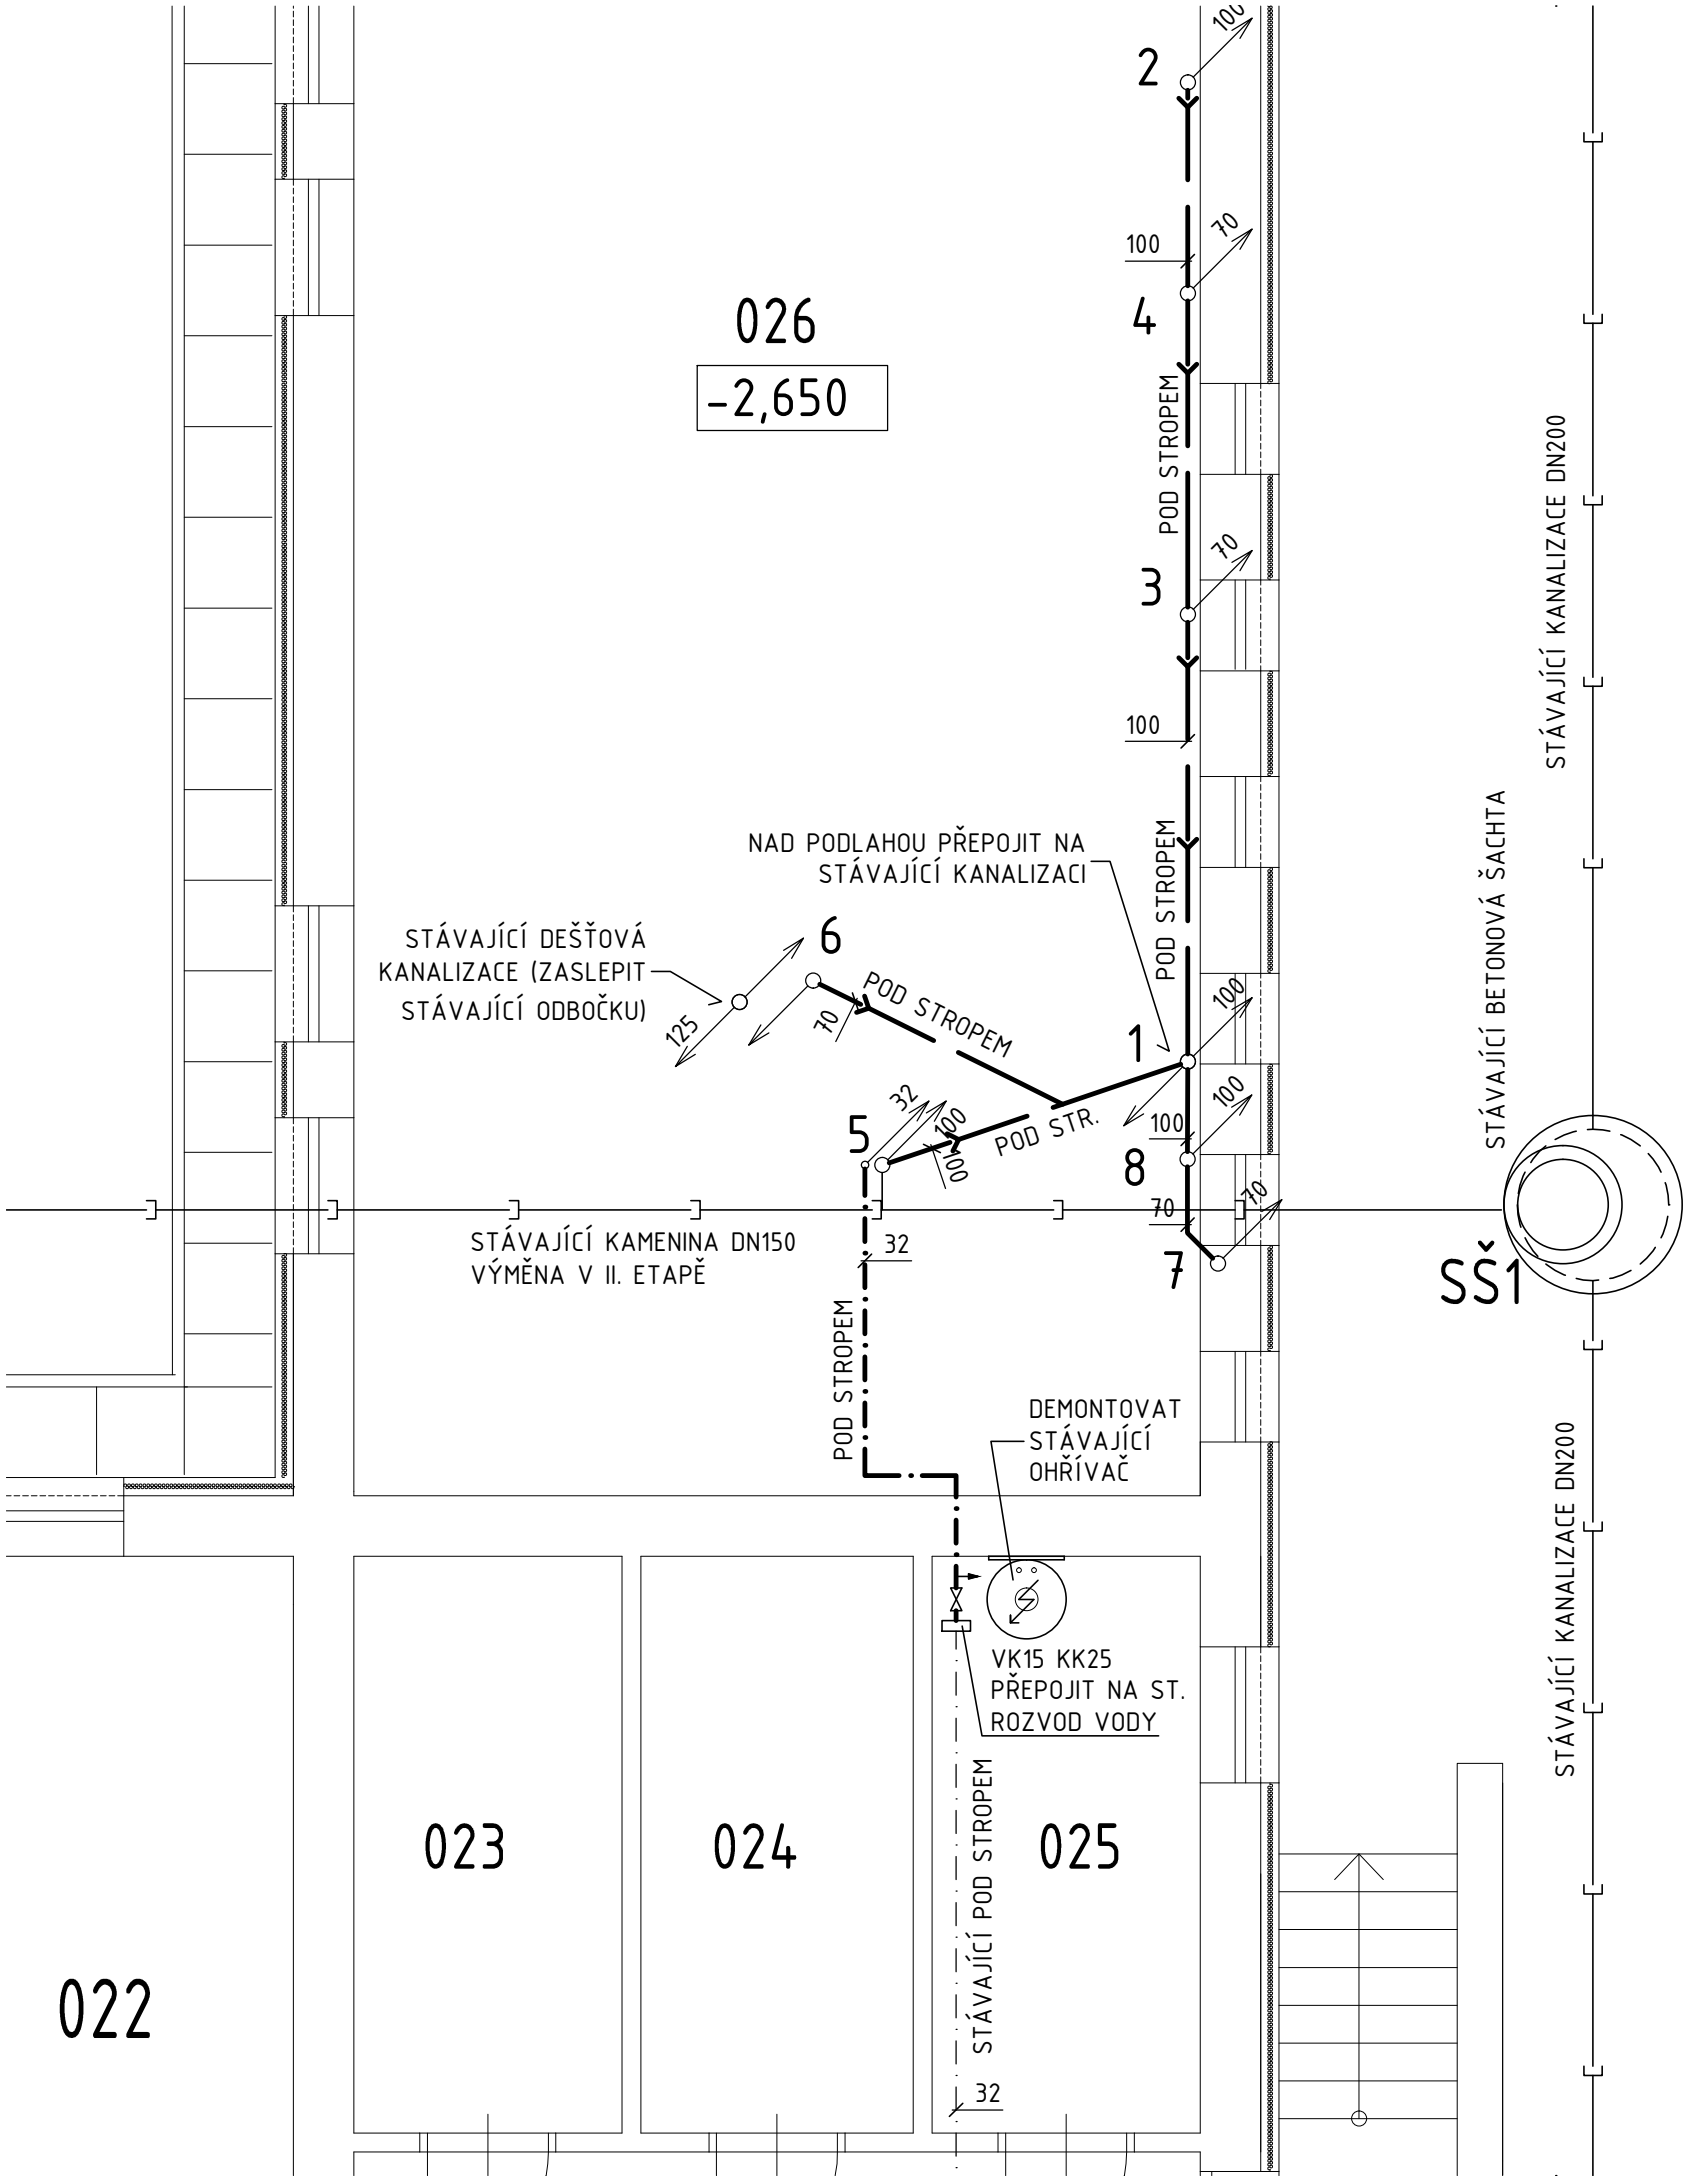 100
2
70
100
4
026
-2,650
POD STROPEM
STÁVAJÍCÍ KANALIZACE DN200
70
3
100
NAD PODLAHOU PŘEPOJIT NA
STÁVAJÍCÍ KANALIZACI
POD STROPEM
STÁVAJÍCÍ BETONOVÁ ŠACHTA
STÁVAJÍCÍ DEŠŤOVÁ
KANALIZACE (ZASLEPIT
STÁVAJÍCÍ ODBOČKU)
125
6
70
POD STROPEM
1
100
100
100
8
5
32
100
100
POD STR.
70
70
7
SŠ1
STÁVAJÍCÍ KAMENINA DN150
VÝMĚNA V II. ETAPĚ
32
POD STROPEM
DEMONTOVAT
STÁVAJÍCÍ
OHŘÍVAČ
STÁVAJÍCÍ KANALIZACE DN200
VK15 KK25
PŘEPOJIT NA ST.
ROZVOD VODY
STÁVAJÍCÍ POD STROPEM
023
024
025
022
32